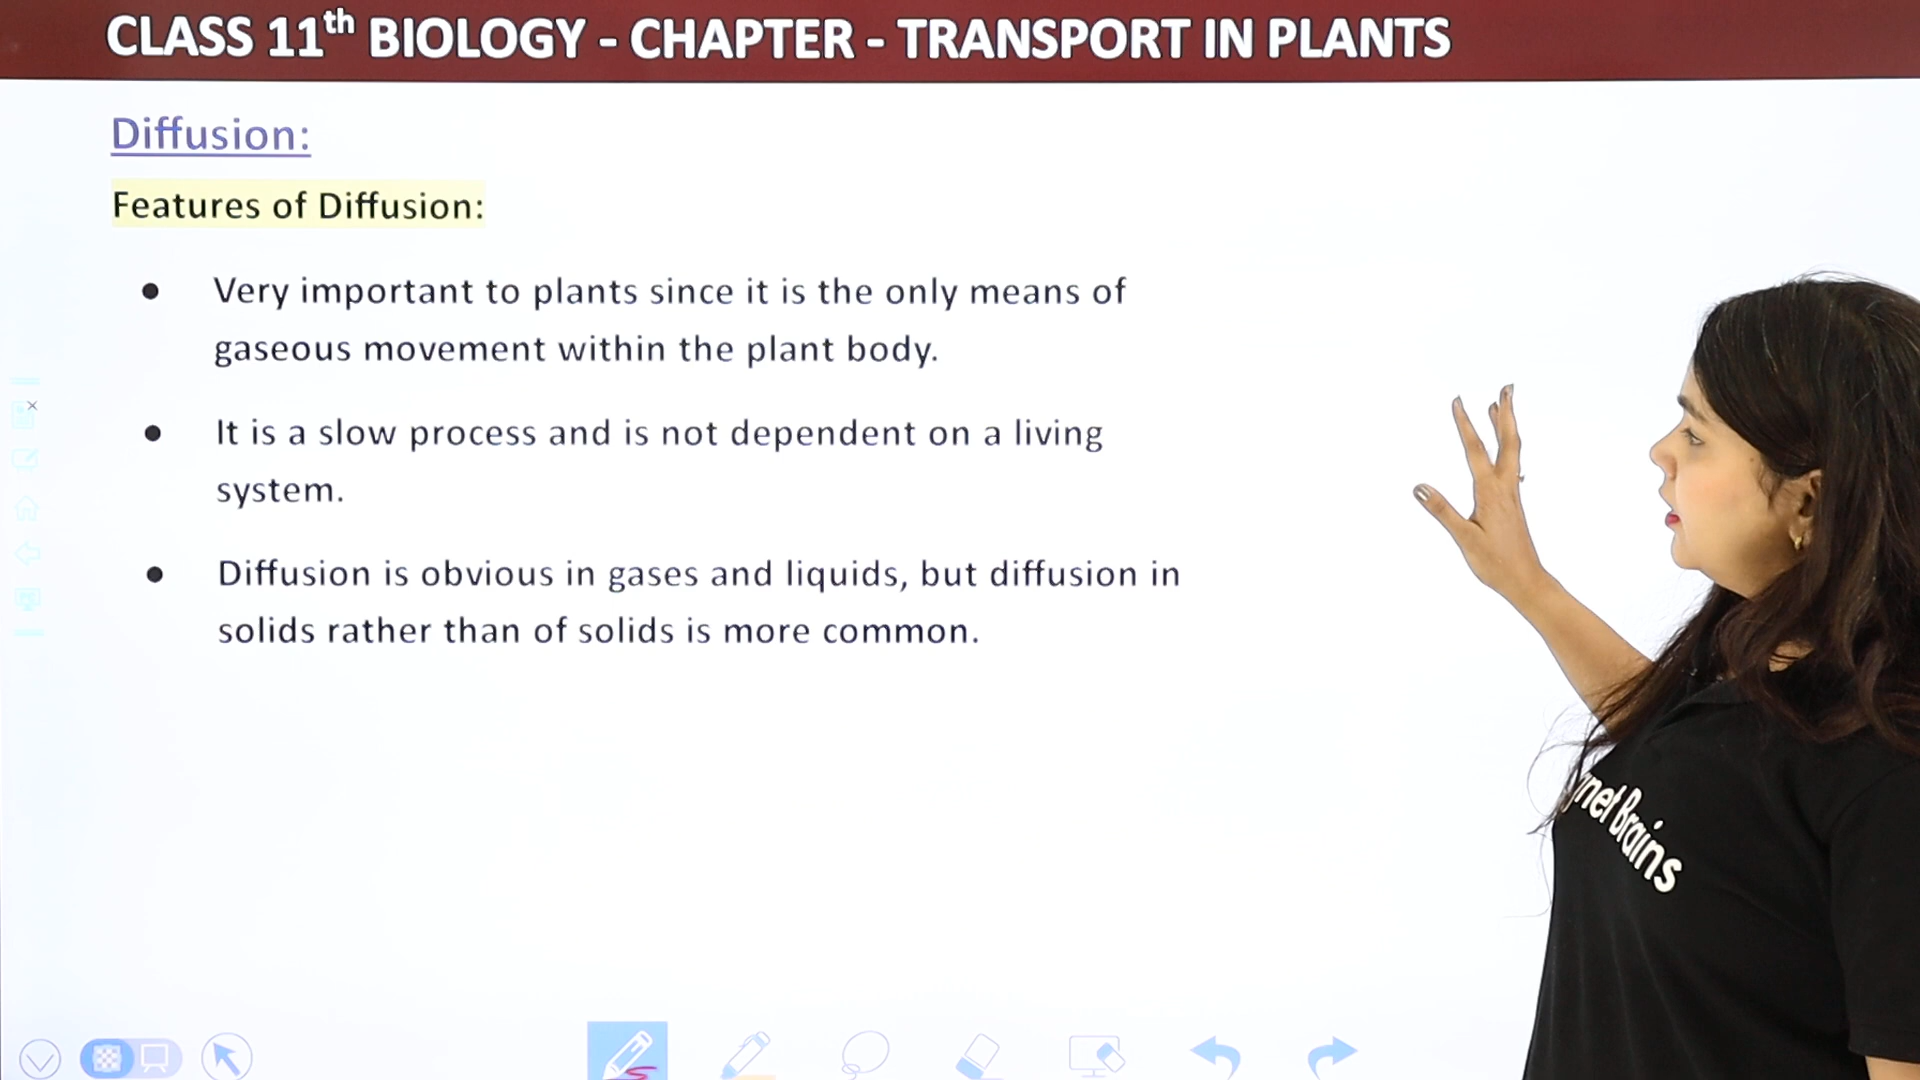 CLASS 11th BIOLOGY - CHAPTER - TRANSPORT IN PLANTS
Diffusion:
Features of Diffusion:
● Very important to plants since it is the only means of
gaseous movement within the plant body.
● It is a slow process and is not dependent on a living
system.
● Diffusion is obvious in gases and liquids, but diffusion in
solids rather than of solids is more common.
Brains